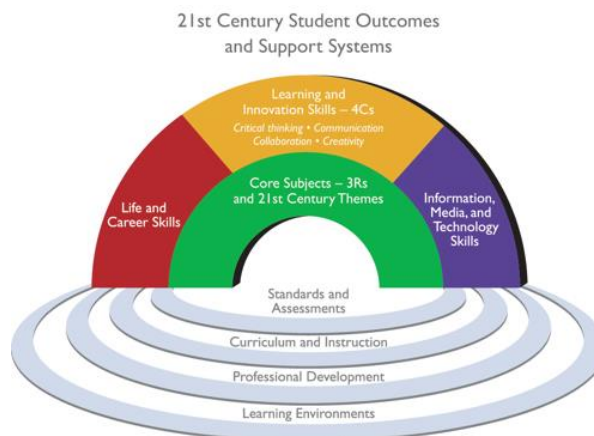 21st Century Student Outcomes
and Support Systems
Learning and
Innovation Skills – 4Cs
Critical thinking • Communication
Collaboration • Creativity
Core Subjects – 3Rs
and 21st Century Themes
Life and
Career Skills
Information,
Media, and
Technology
Skills
Standards and
Assessments
Curriculum and Instruction
Professional Development
Learning Environments